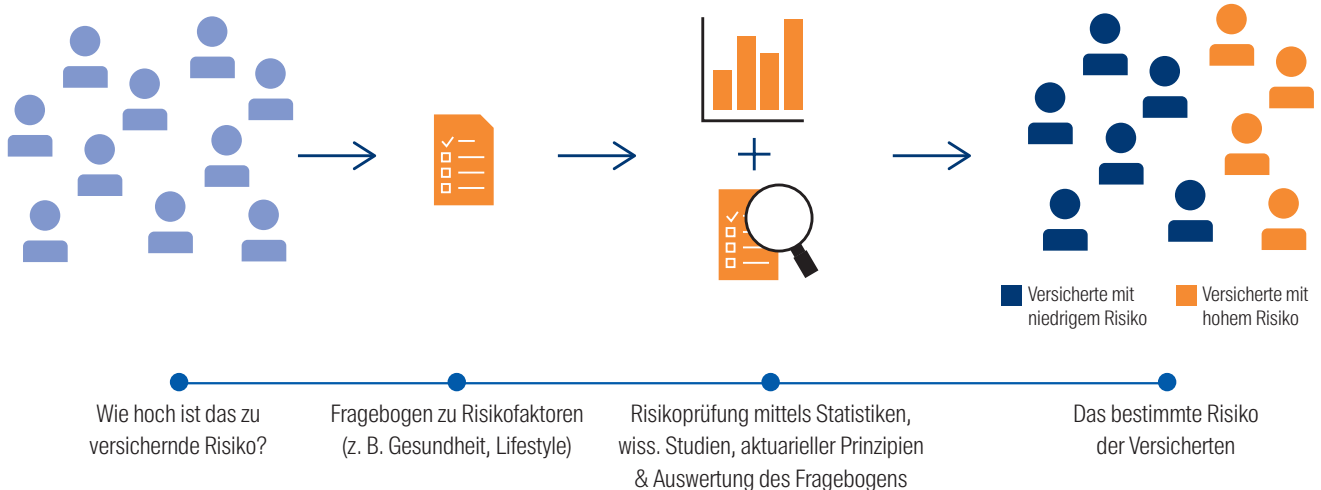 Versicherte mit
niedrigem Risiko
Versicherte mit
hohem Risiko
Wie hoch ist das zu
versichernde Risiko?
Fragebogen zu Risikofaktoren
(z. B. Gesundheit, Lifestyle)
Risikoprüfung mittels Statistiken,
wiss. Studien, aktuarieller Prinzipien
& Auswertung des Fragebogens
Das bestimmte Risiko
der Versicherten